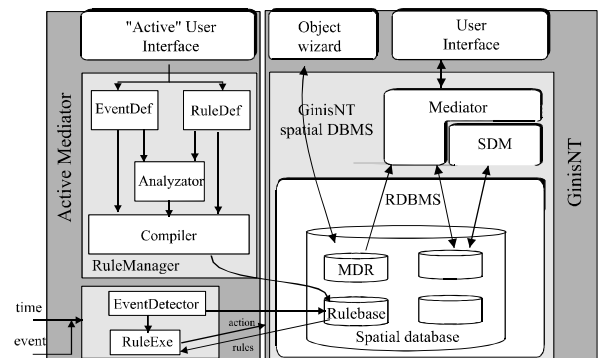 "Active" User
Interface
Object
wizard
User
Interface
Active Mediator
EventDef
RuleDef
Analyzator
Compiler
RuleManager
GinisNT
spatial DBMS
Mediator
SDM
GinisNT
RDBMS
MDR
Rulebase
Spatial database
time
event
EventDetector
RuleExe
action
rules